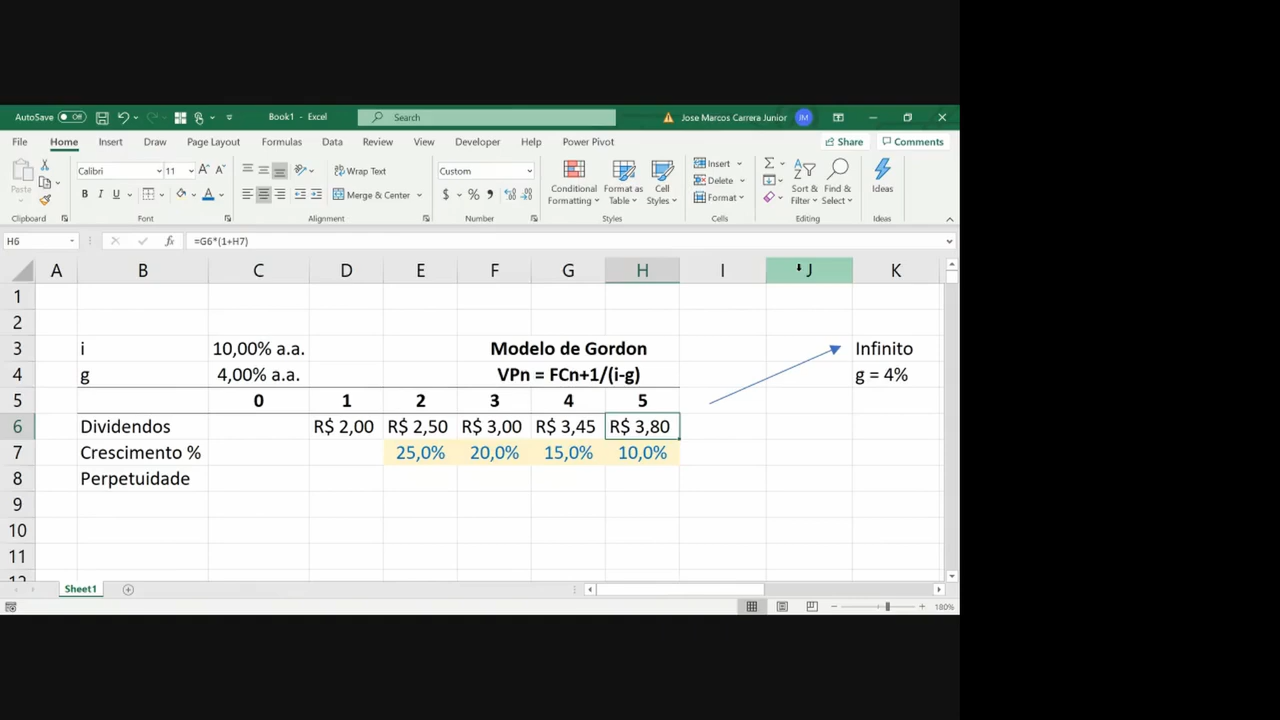 AutoSave Off Book1 - Excel Search Jose Marcos Carrera Junior JM
File Home Insert Draw Page Layout Formulas Data Review View Developer Help Power Pivot Share Comments
Paste Calibri 11 A A Wrap Text Custom Conditional Formatting Format as Table Cell Styles Insert Sort & Filter Find & Select Ideas
B I U A Merge & Center $ % Delete
Format
Clipboard Font Alignment Number Styles Cells Editing Ideas
H6 fx =G6*(1+H7)
A B C D E F G H I J K
1
2
3 i 10,00% a.a. Modelo de Gordon Infinito
4 g 4,00% a.a. VPn = FCn+1/(i-g) g = 4%
5 0 1 2 3 4 5
6 Dividendos R$ 2,00 R$ 2,50 R$ 3,00 R$ 3,45 R$ 3,80
7 Crescimento % 25,0% 20,0% 15,0% 10,0%
8 Perpetuidade
9
10
11
12
Sheet1
180%